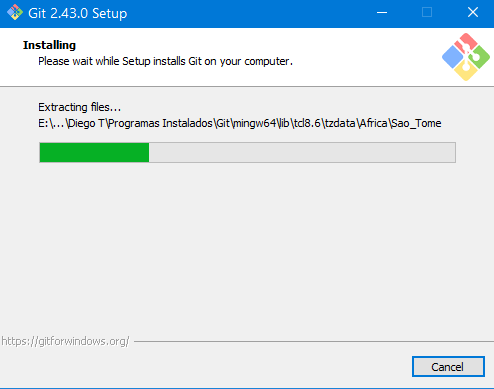 Git 2.43.0 Setup
Installing
Please wait while Setup installs Git on your computer.
Extracting files...
E:\...\Diego T\Programas Instalados\Git\mingw64\lib\tcl8.6\tzdata\Africa\Sao_Tome
https://gitforwindows.org/
Cancel